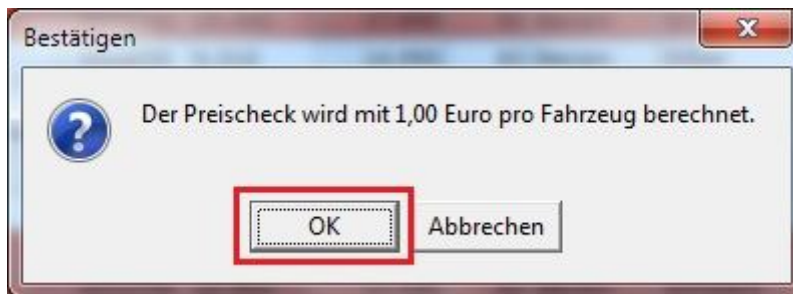 Bestätigen
Der Preischeck wird mit 1,00 Euro pro Fahrzeug berechnet.
OK
Abbrechen